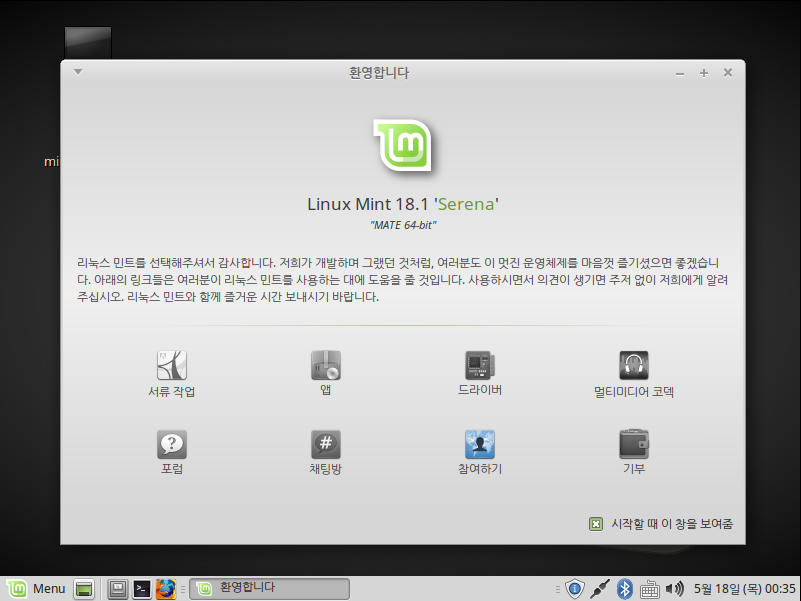 환영합니다
mi
Linux Mint 18.1 'Serena'
"MATE 64-bit"
리눅스 민트를 선택해주셔서 감사합니다. 저희가 개발하며 그랬던 것처럼, 여러분도 이 멋진 운영체제를 마음껏 즐기셨으면 좋겠습니
다. 아래의 링크들은 여러분이 리눅스 민트를 사용하는 대에 도움을 줄 것입니다. 사용하시면서 의견이 생기면 주저 없이 저희에게 알려
주십시오. 리눅스 민트와 함께 즐거운 시간 보내시기 바랍니다.
서류 작업 앱 드라이버 멀티미디어 코덱
포럼 채팅방 참여하기 기부
시작할 때 이 창을 보여줌
Menu 환영합니다 5월 18일 (목) 00:35